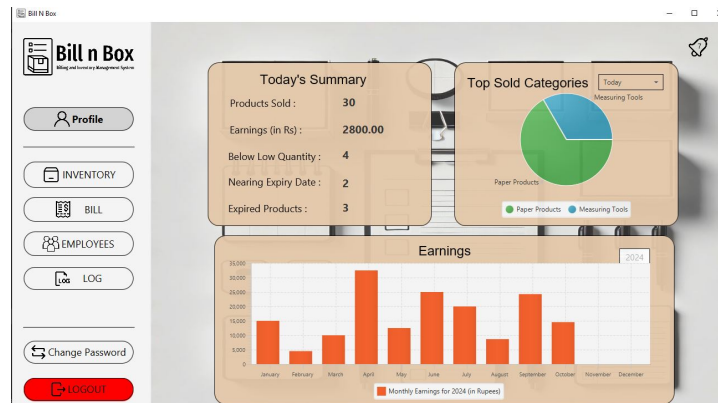 Bill N Box
Bill n Box
Billing and Inventory Management System
Profile
INVENTORY
BILL
EMPLOYEES
LOG
LOG
Change Password
LOGOUT
Today's Summary
Products Sold : 30
Earnings (in Rs) : 2800.00
Below Low Quantity : 4
Nearing Expiry Date : 2
Expired Products : 3
Top Sold Categories
Today
Measuring Tools
Paper Products
Paper Products Measuring Tools
Earnings
2024
35,000
30,000
25,000
20,000
15,000
10,000
5,000
0
January February March April May June July August September October November December
Monthly Earnings for 2024 (in Rupees)